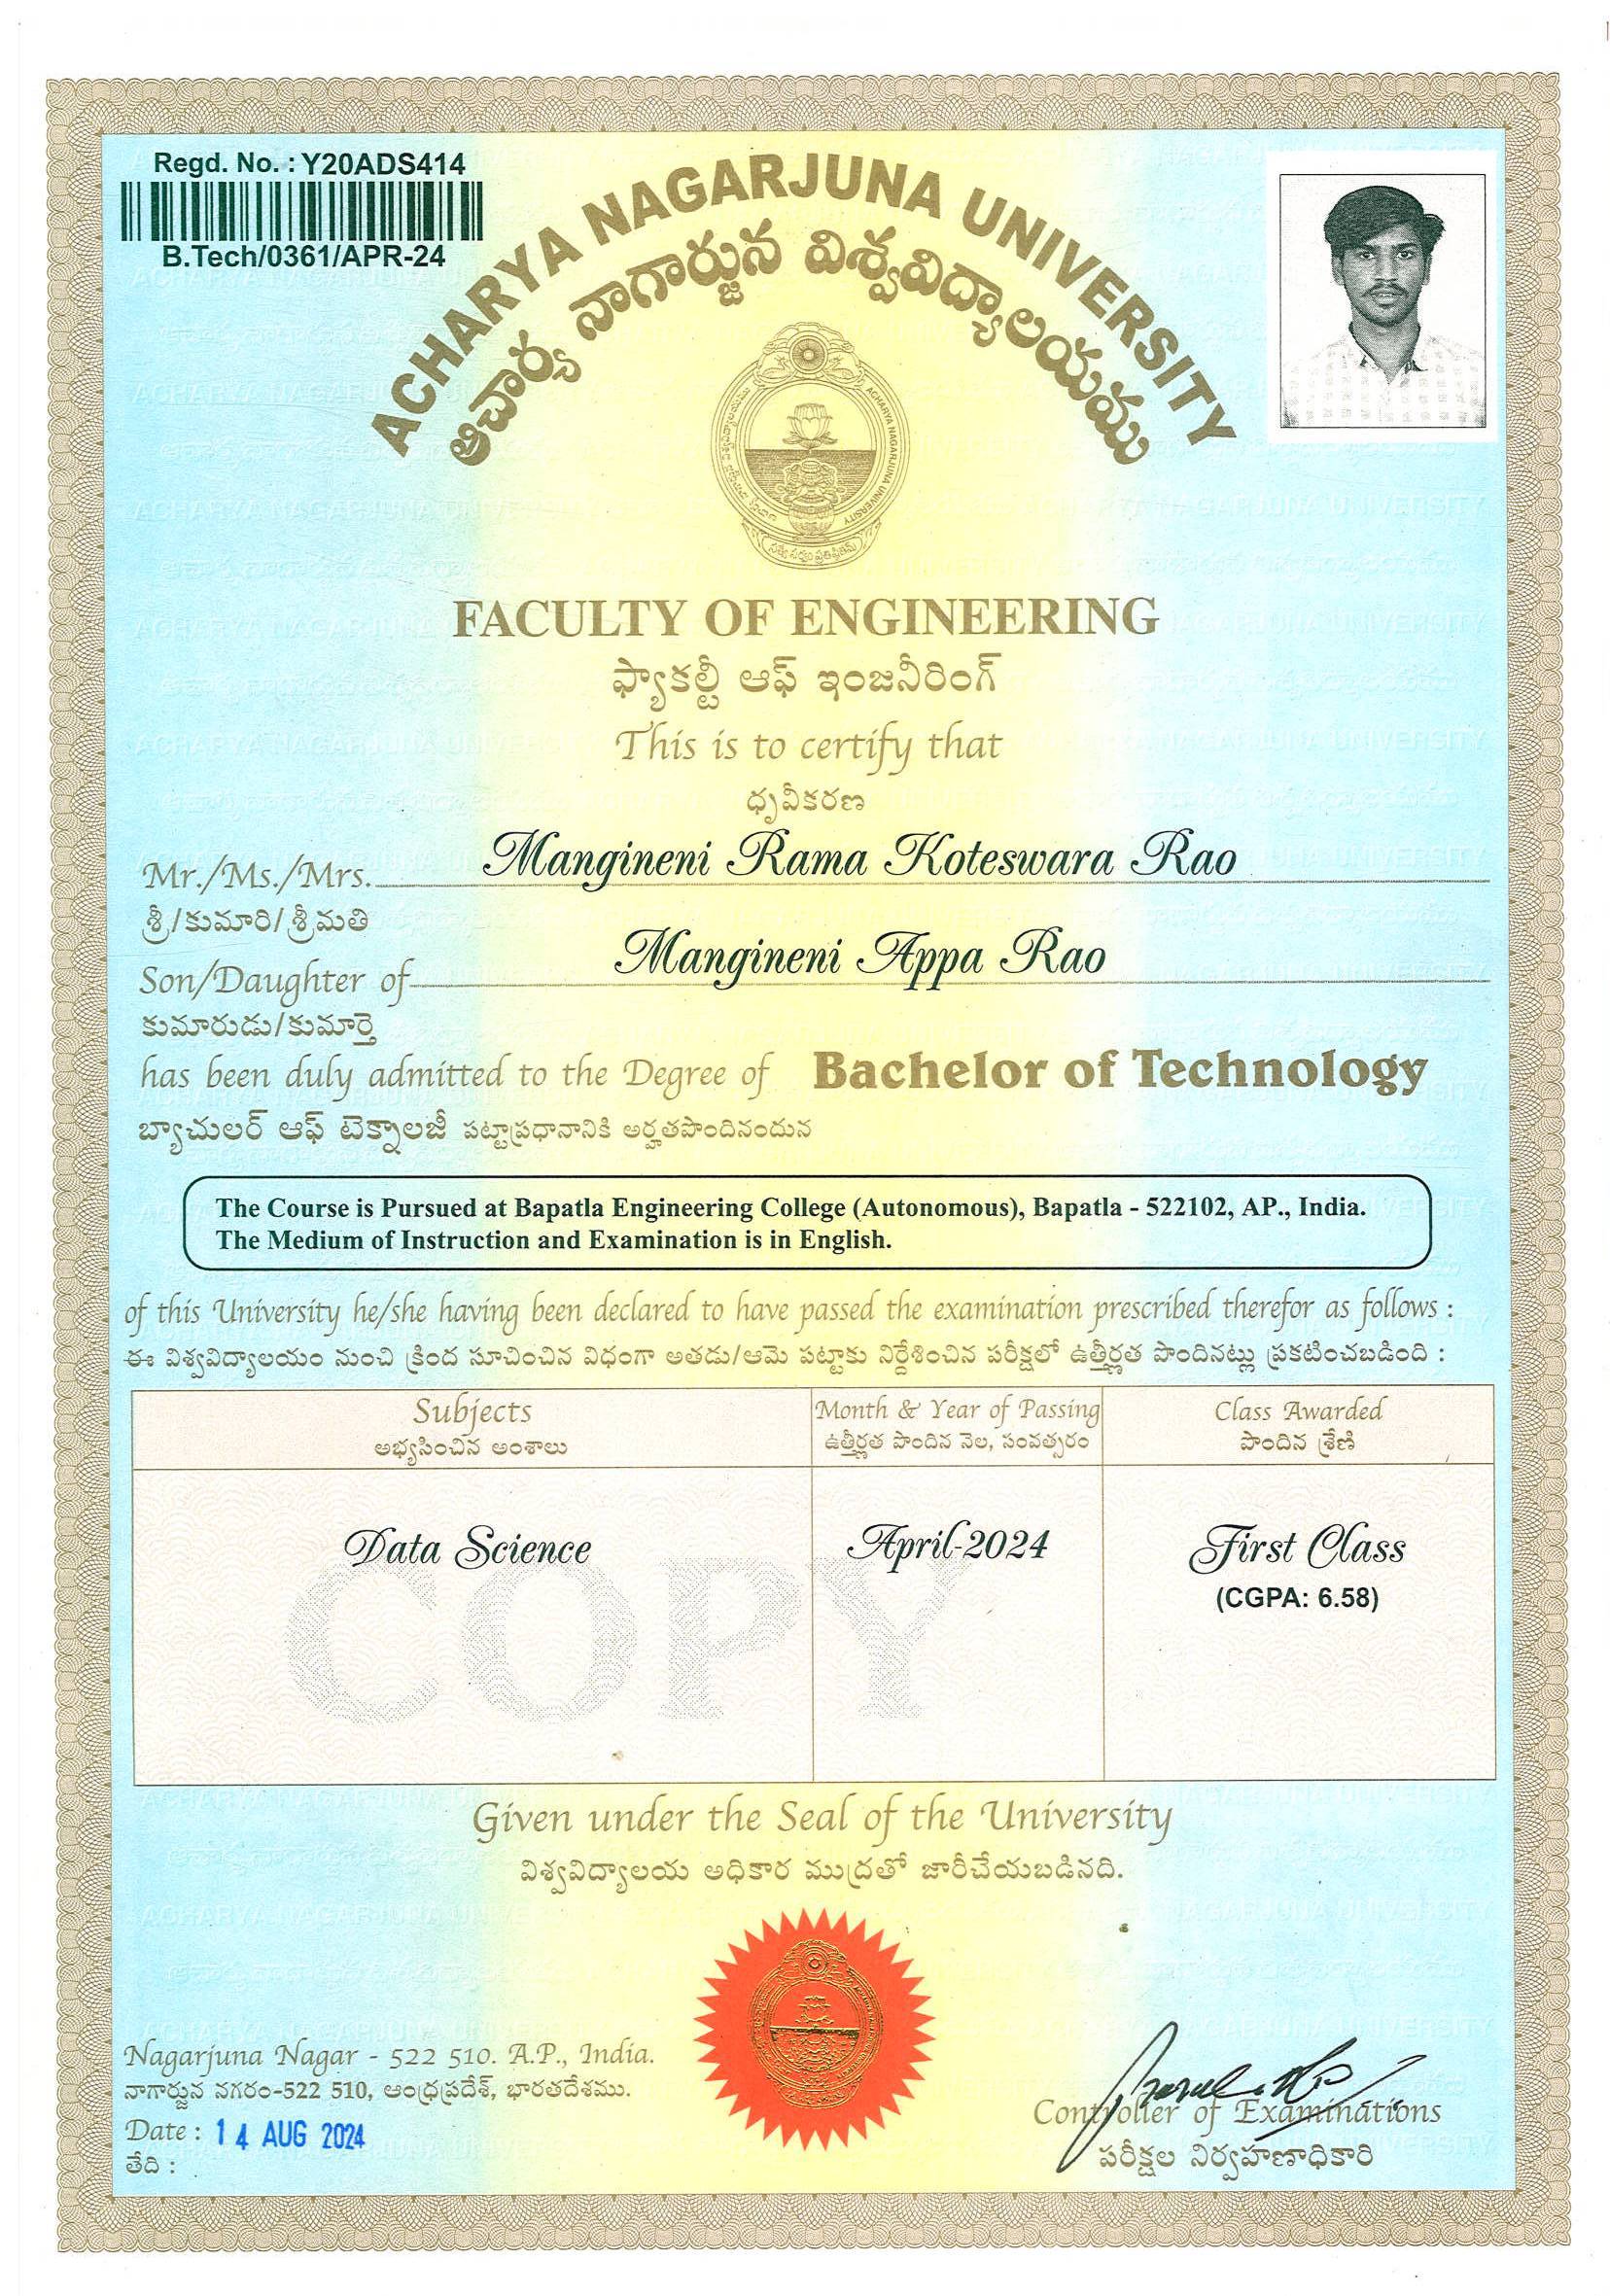 Regd. No. : Y20ADS414
B.Tech/0361/APR-24
ACHARYA NAGARJUNA UNIVERSITY
ఆచార్య నాగార్జున విశ్వవిద్యాలయము
FACULTY OF ENGINEERING
ఫ్యాకల్టీ ఆఫ్ ఇంజనీరింగ్
This is to certify that
ధృవీకరణ
Mr./Ms./Mrs. Mangineni Rama Koteswara Rao
శ్రీ/కుమారి/శ్రీమతి
Son/Daughter of Mangineni Appa Rao
కుమారుడు/కుమార్తె
has been duly admitted to the Degree of Bachelor of Technology
బ్యాచులర్ ఆఫ్ టెక్నాలజీ పట్టాప్రధానానికి అర్హతపొందినందున
The Course is Pursued at Bapatla Engineering College (Autonomous), Bapatla - 522102, AP., India.
The Medium of Instruction and Examination is in English.
of this University he/she having been declared to have passed the examination prescribed therefor as follows :
ఈ విశ్వవిద్యాలయం నుంచి క్రింద సూచించిన విధంగా అతడు/ఆమె పట్టాకు నిర్దేశించిన పరీక్షలో ఉత్తీర్ణత పొందినట్లు ప్రకటించబడింది :
Subjects Month & Year of Passing Class Awarded
అభ్యసించిన అంశాలు ఉత్తీర్ణత పొందిన నెల, సంవత్సరం పొందిన శ్రేణి
Data Science April-2024 First Class
(CGPA: 6.58)
COPY
Given under the Seal of the University
విశ్వవిద్యాలయ అధికార ముద్రతో జారీచేయబడినది.
Nagarjuna Nagar - 522 510. A.P., India.
నాగార్జున నగరం-522 510, ఆంధ్రప్రదేశ్, భారతదేశము.
Date : 14 AUG 2024
తేది :
Controller of Examinations
పరీక్షల నిర్వహణాధికారి